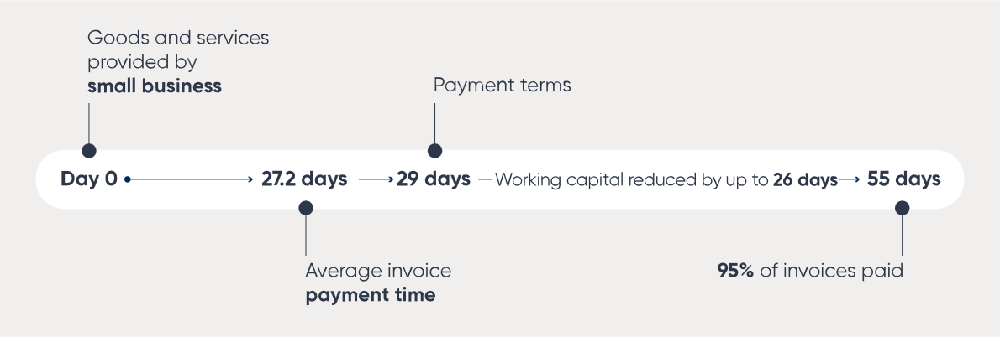 Goods and services
provided by
small business
Payment terms
Day 0 27.2 days 29 days Working capital reduced by up to 26 days 55 days
Average invoice
payment time
95% of invoices paid